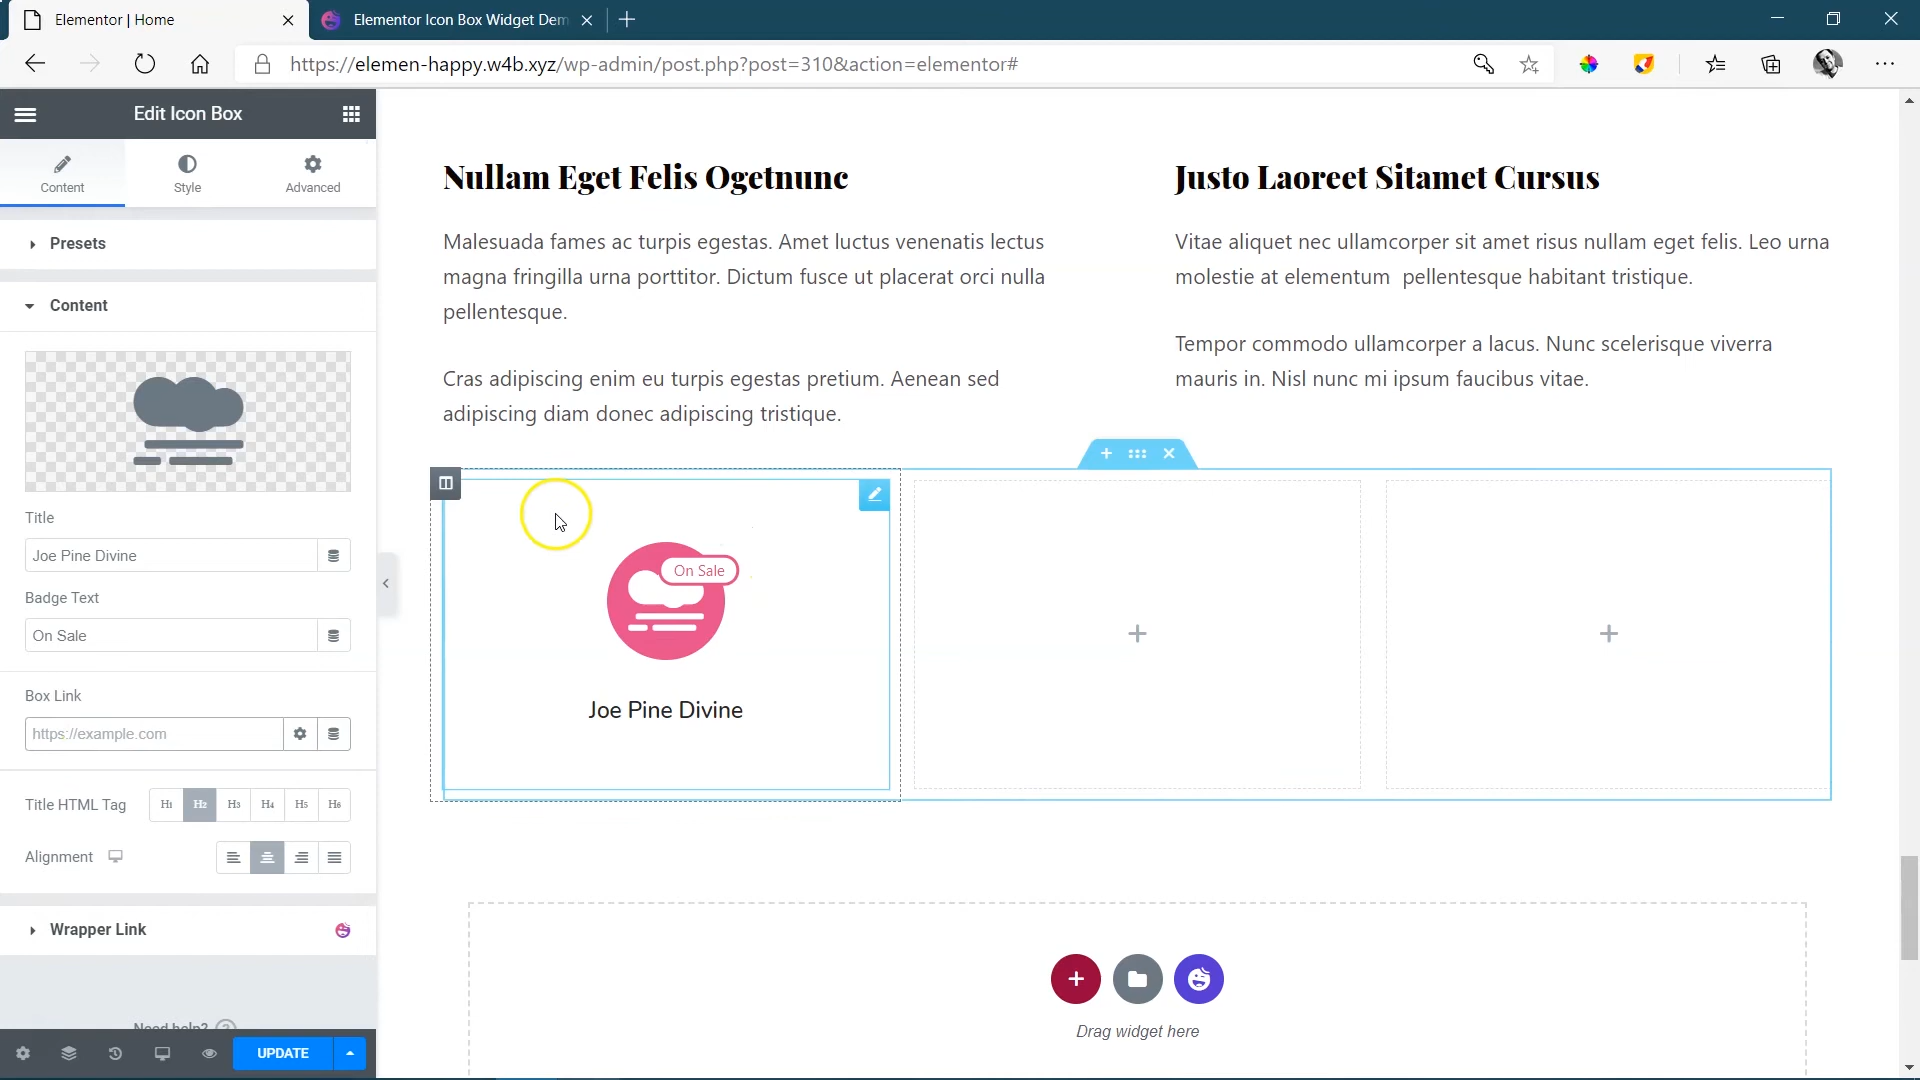 Elementor | Home
Elementor Icon Box Widget Dem
https://elemen-happy.w4b.xyz/wp-admin/post.php?post=310&action=elementor#
Edit Icon Box
Content
Style
Advanced
Presets
Content
Title
Joe Pine Divine
Badge Text
On Sale
Box Link
https://example.com
Title HTML Tag
H1 H2 H3 H4 H5 H6
Alignment
Wrapper Link
Need help?
UPDATE
Nullam Eget Felis Ogetnunc
Malesuada fames ac turpis egestas. Amet luctus venenatis lectus
magna fringilla urna porttitor. Dictum fusce ut placerat orci nulla
pellentesque.
Cras adipiscing enim eu turpis egestas pretium. Aenean sed
adipiscing diam donec adipiscing tristique.
Justo Laoreet Sitamet Cursus
Vitae aliquet nec ullamcorper sit amet risus nullam eget felis. Leo urna
molestie at elementum  pellentesque habitant tristique.
Tempor commodo ullamcorper a lacus. Nunc scelerisque viverra
mauris in. Nisl nunc mi ipsum faucibus vitae.
On Sale
Joe Pine Divine
Drag widget here